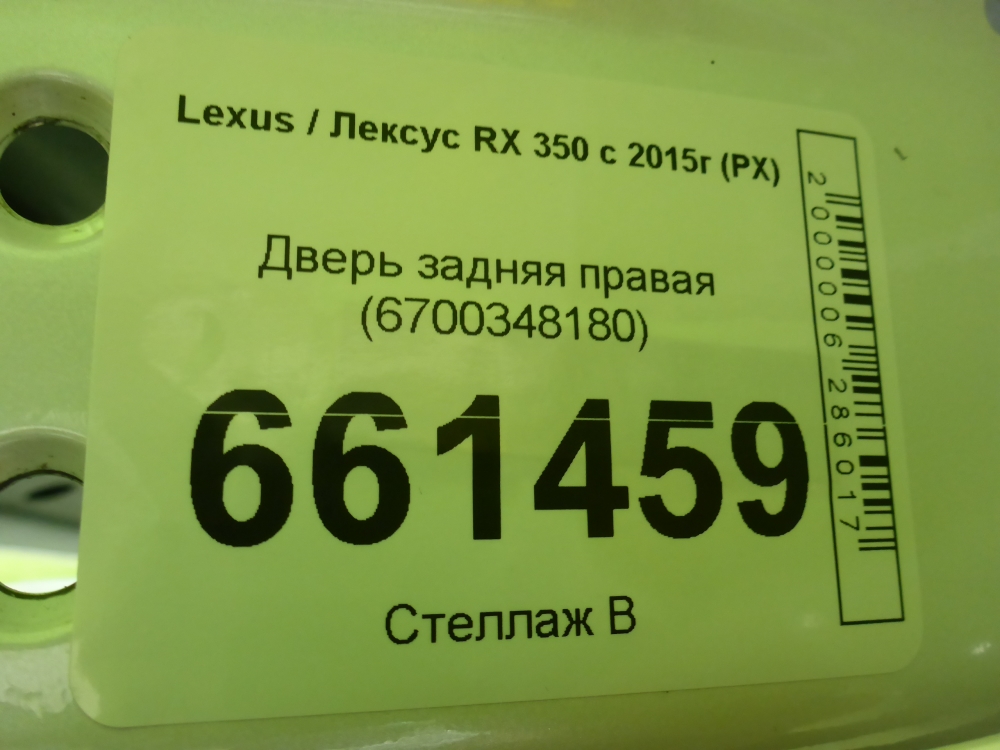 Lexus / Лексус RX 350 с 2015г (РХ)
Дверь задняя правая
(6700348180)
661459
Стеллаж В
2000006286017